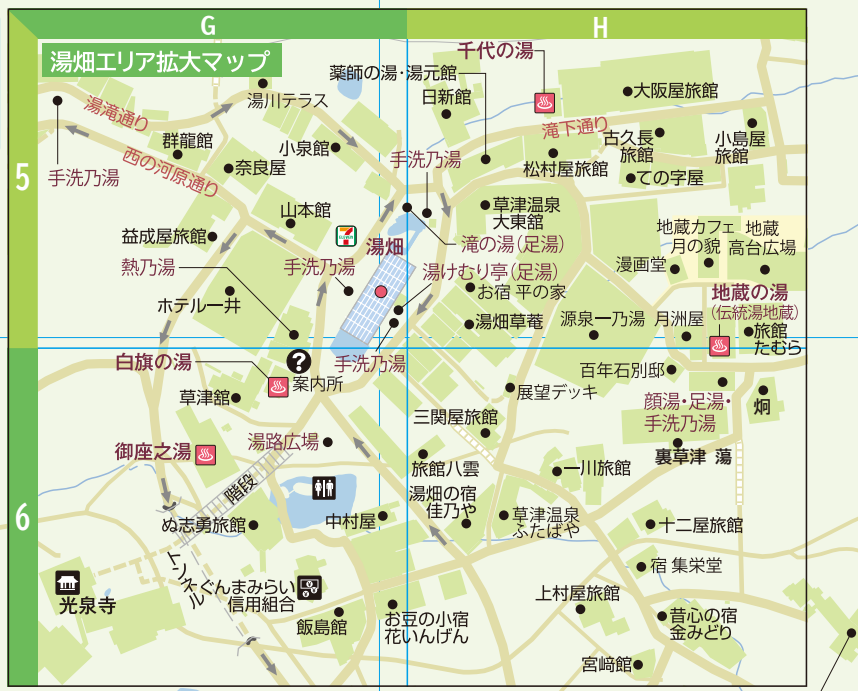 G
H
湯畑エリア拡大マップ
千代の湯
薬師の湯・湯元館
日新館
大阪屋旅館
湯川テラス
湯滝通り
滝下通り
群龍館
小泉館
手洗乃湯
古久長
旅館
小島屋
旅館
5
手洗乃湯
西の河原通り
奈良屋
松村屋旅館
ての字屋
山本館
草津温泉
大東舘
益成屋旅館
湯畑
滝の湯(足湯)
地蔵カフェ
月の貌
地蔵
高台広場
熱乃湯
手洗乃湯
湯けむり亭(足湯)
漫画堂
お宿 平の家
地蔵の湯
(伝統湯地蔵)
ホテル一井
湯畑草菴
源泉一乃湯
月洲屋
旅館
たむら
白旗の湯
?
案内所
手洗乃湯
百年石別邸
草津舘
展望デッキ
顔湯・足湯・
手洗乃湯
炯
三関屋旅館
御座之湯
湯路広場
裏草津 蕩
旅館八雲
一川旅館
階段
湯畑の宿
佳乃や
6
ぬ志勇旅館
中村屋
草津温泉
ふたばや
十二屋旅館
トンネル
宿 集栄堂
光泉寺
ぐんまみらい
信用組合
上村屋旅館
飯島館
お豆の小宿
花いんげん
昔心の宿
金みどり
宮﨑館